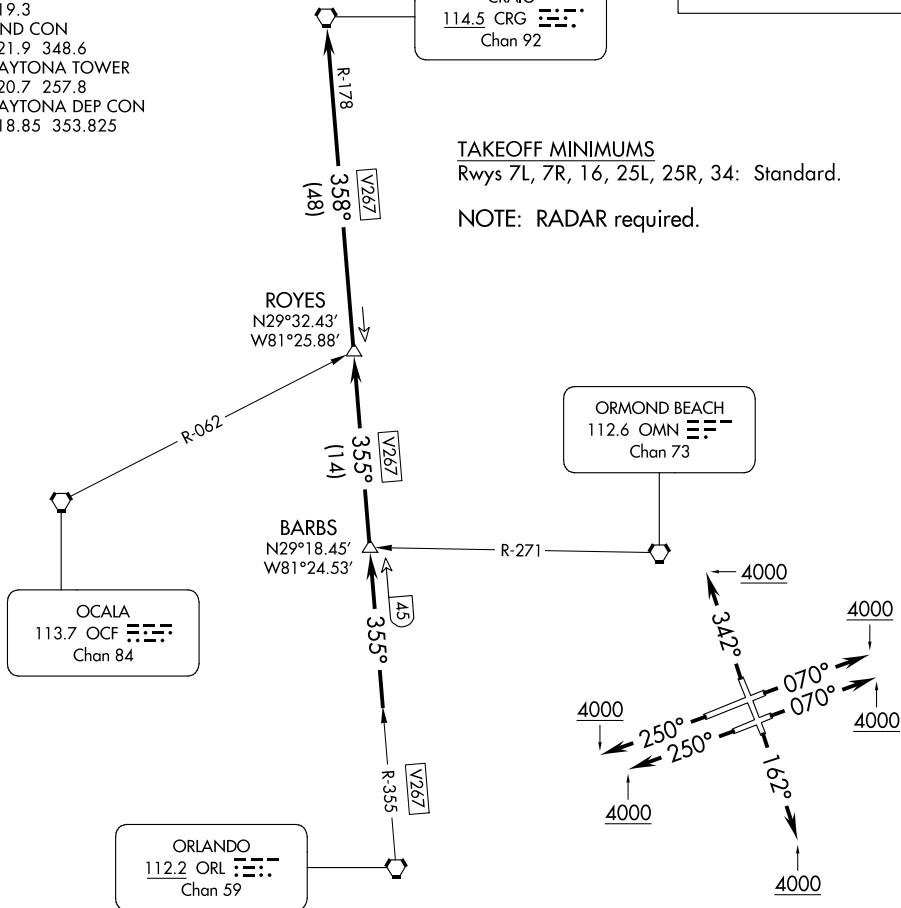 19.3
ND CON
21.9 348.6
AYTONA TOWER
20.7 257.8
AYTONA DEP CON
18.85 353.825
114.5 CRG
Chan 92
R-178
V267
358°
(48)
TAKEOFF MINIMUMS
Rwys 7L, 7R, 16, 25L, 25R, 34: Standard.
NOTE: RADAR required.
ROYES
N29°32.43′
W81°25.88′
R-062
V267
355°
(14)
ORMOND BEACH
112.6 OMN
Chan 73
BARBS
N29°18.45′
W81°24.53′
R-271
45
355°
OCALA
113.7 OCF
Chan 84
4000
342°
4000
070°
070°
4000
4000
250°
250°
4000
162°
4000
R-355
V267
ORLANDO
112.2 ORL
Chan 59